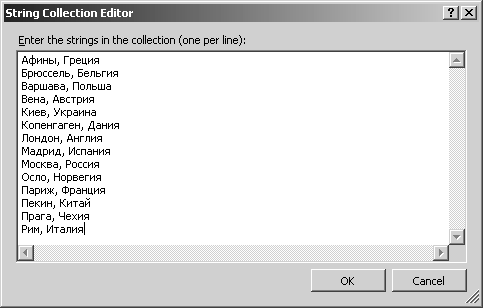 String Collection Editor
Enter the strings in the collection (one per line):
Афины, Греция
Брюссель, Бельгия
Варшава, Польша
Вена, Австрия
Киев, Украина
Копенгаген, Дания
Лондон, Англия
Мадрид, Испания
Москва, Россия
Осло, Норвегия
Париж, Франция
Пекин, Китай
Прага, Чехия
Рим, Италия
OK
Cancel